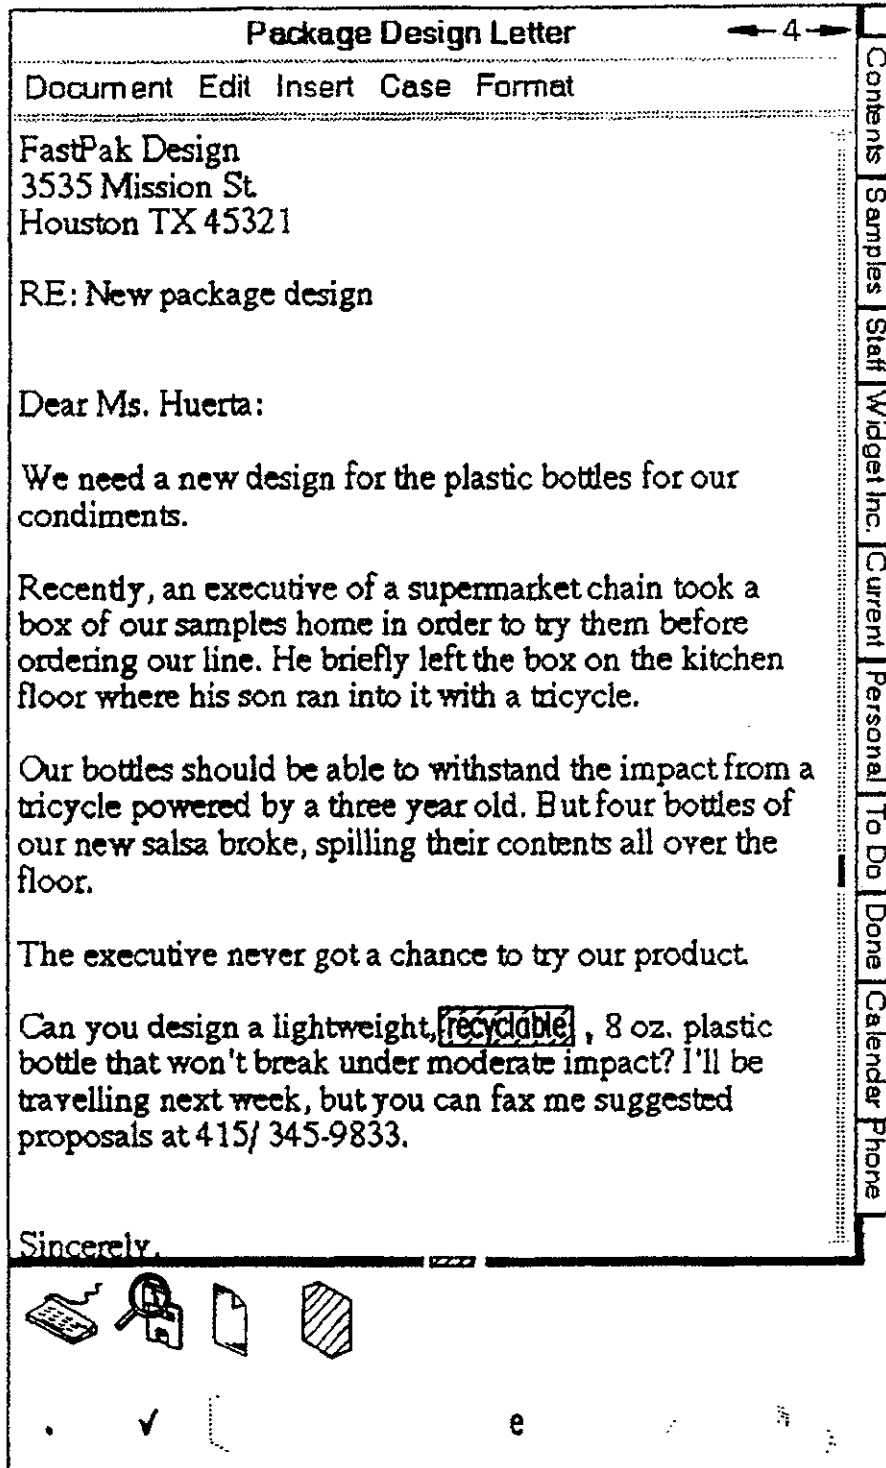 Package Design Letter
4
Document Edit Insert Case Format
FastPak Design
3535 Mission St.
Houston TX 45321
RE: New package design
Dear Ms. Huerta:
We need a new design for the plastic bottles for our
condiments.
Recently, an executive of a supermarket chain took a
box of our samples home in order to try them before
ordering our line. He briefly left the box on the kitchen
floor where his son ran into it with a tricycle.
Our bottles should be able to withstand the impact from a
tricycle powered by a three year old. But four bottles of
our new salsa broke, spilling their contents all over the
floor.
The executive never got a chance to try our product.
Can you design a lightweight, recyclable , 8 oz. plastic
bottle that won't break under moderate impact? I'll be
travelling next week, but you can fax me suggested
proposals at 415/ 345-9833.
Sincerely,
Contents
Samples
Staff
Widget Inc.
Current
Personal
To Do
Done
Calendar
Phone
e